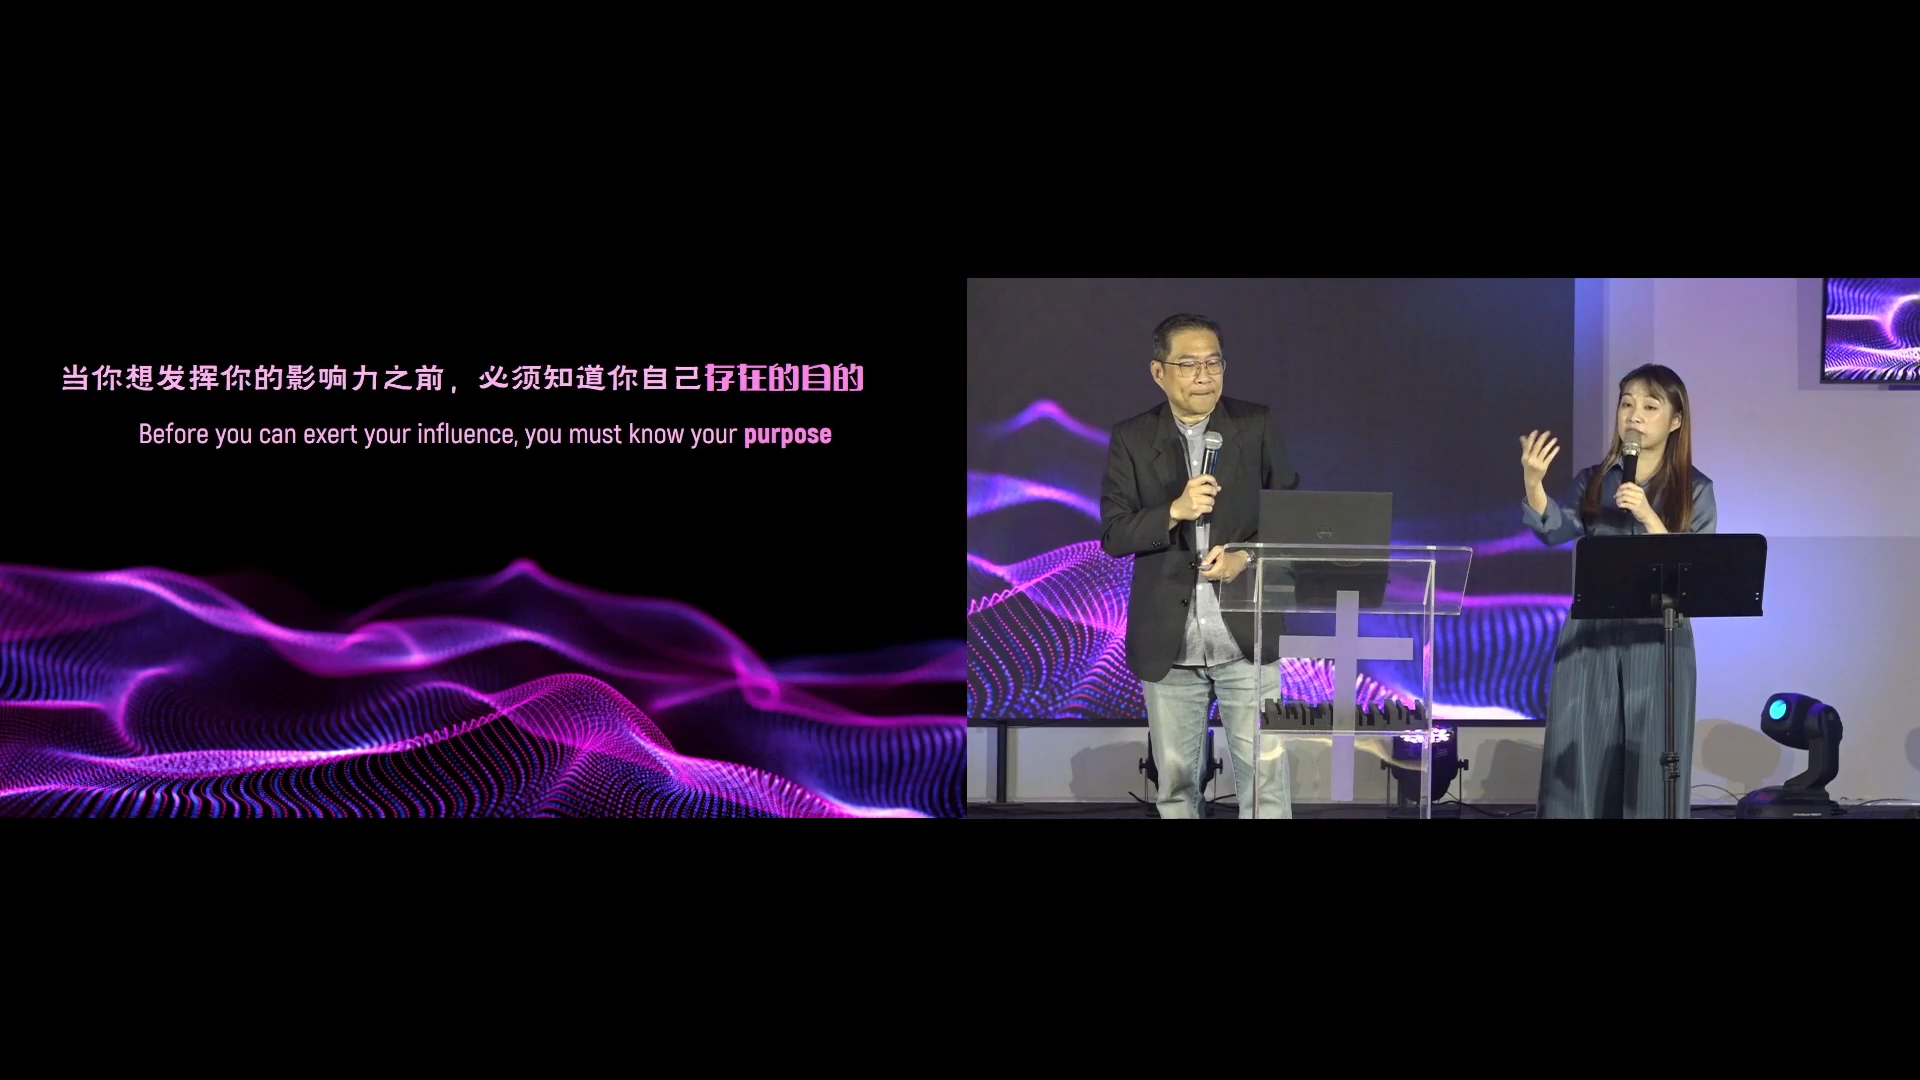 当你想发挥你的影响力之前，必须知道你自己存在的目的
Before you can exert your influence, you must know your purpose